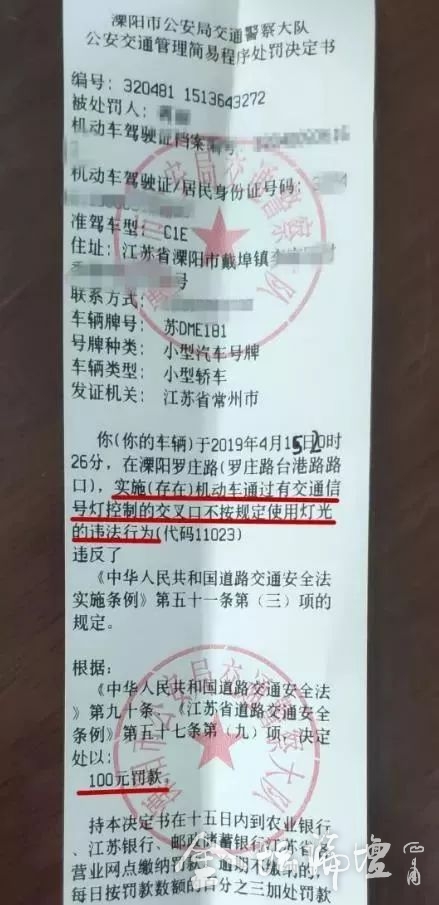 溧阳市公安局交通警察大队
公安交通管理简易程序处罚决定书
编号：320481 1513643272
被处罚人：
机动车驾驶证档案编号：
机动车驾驶证/居民身份证号码：
准驾车型：C1E
住址：江苏省溧阳市戴埠镇
号
联系方式：
车辆牌号：苏DME181
号牌种类：小型汽车号牌
车辆类型：小型轿车
发证机关：江苏省常州市
你(你的车辆)于2019年4月15日20时
26分，在溧阳罗庄路(罗庄路台港路路
口)，实施(存在)机动车通过有交通信
号灯控制的交叉口不按规定使用灯光
的违法行为(代码11023)
违反了
《中华人民共和国道路交通安全法
实施条例》第五十一条第（三）项的
规定。
根据：
《中华人民共和国道路交通安全法
》第九十条、《江苏省道路交通安全
条例》第五十七条第（九）项，决定
处以：
100元罚款
持本决定书在十五日内到农业银行
、江苏银行、邮政储蓄银行江苏省各
营业网点缴纳罚款。逾期不缴纳的，
每日按罚款数额的百分之三加处罚款